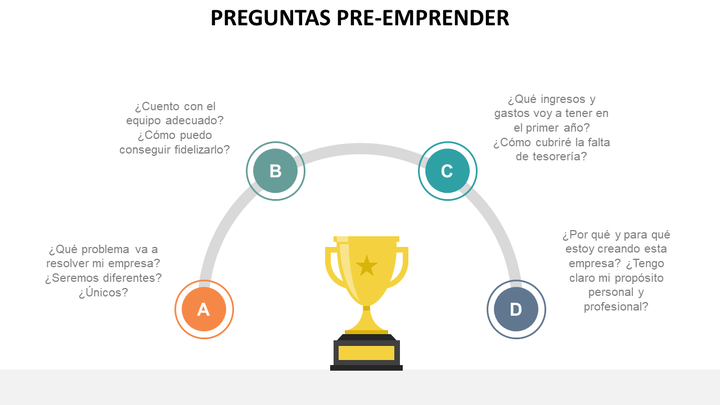 PREGUNTAS PRE-EMPRENDER
¿Qué problema va a
resolver mi empresa?
¿Seremos diferentes?
¿Únicos?
A
¿Cuento con el
equipo adecuado?
¿Cómo puedo
conseguir fidelizarlo?
B
¿Qué ingresos y
gastos voy a tener en
el primer año?
¿Cómo cubriré la falta
de tesorería?
C
¿Por qué y para qué
estoy creando esta
empresa? ¿Tengo
claro mi propósito
personal y
profesional?
D